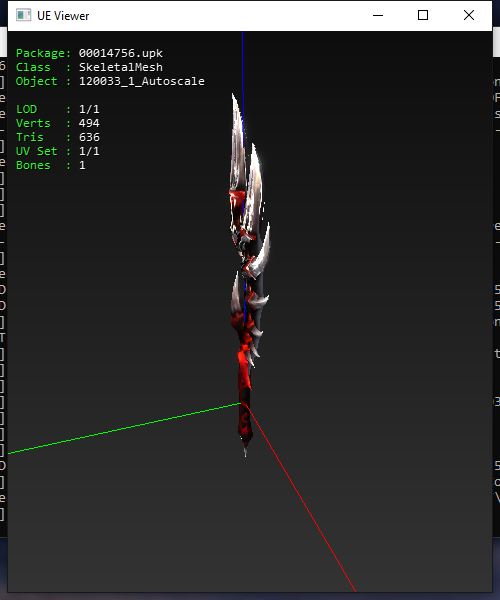 UE Viewer
Package: 00014756.upk
Class : SkeletalMesh
Object : 120033_1_Autoscale
LOD : 1/1
Verts : 494
Tris : 636
UV Set : 1/1
Bones : 1